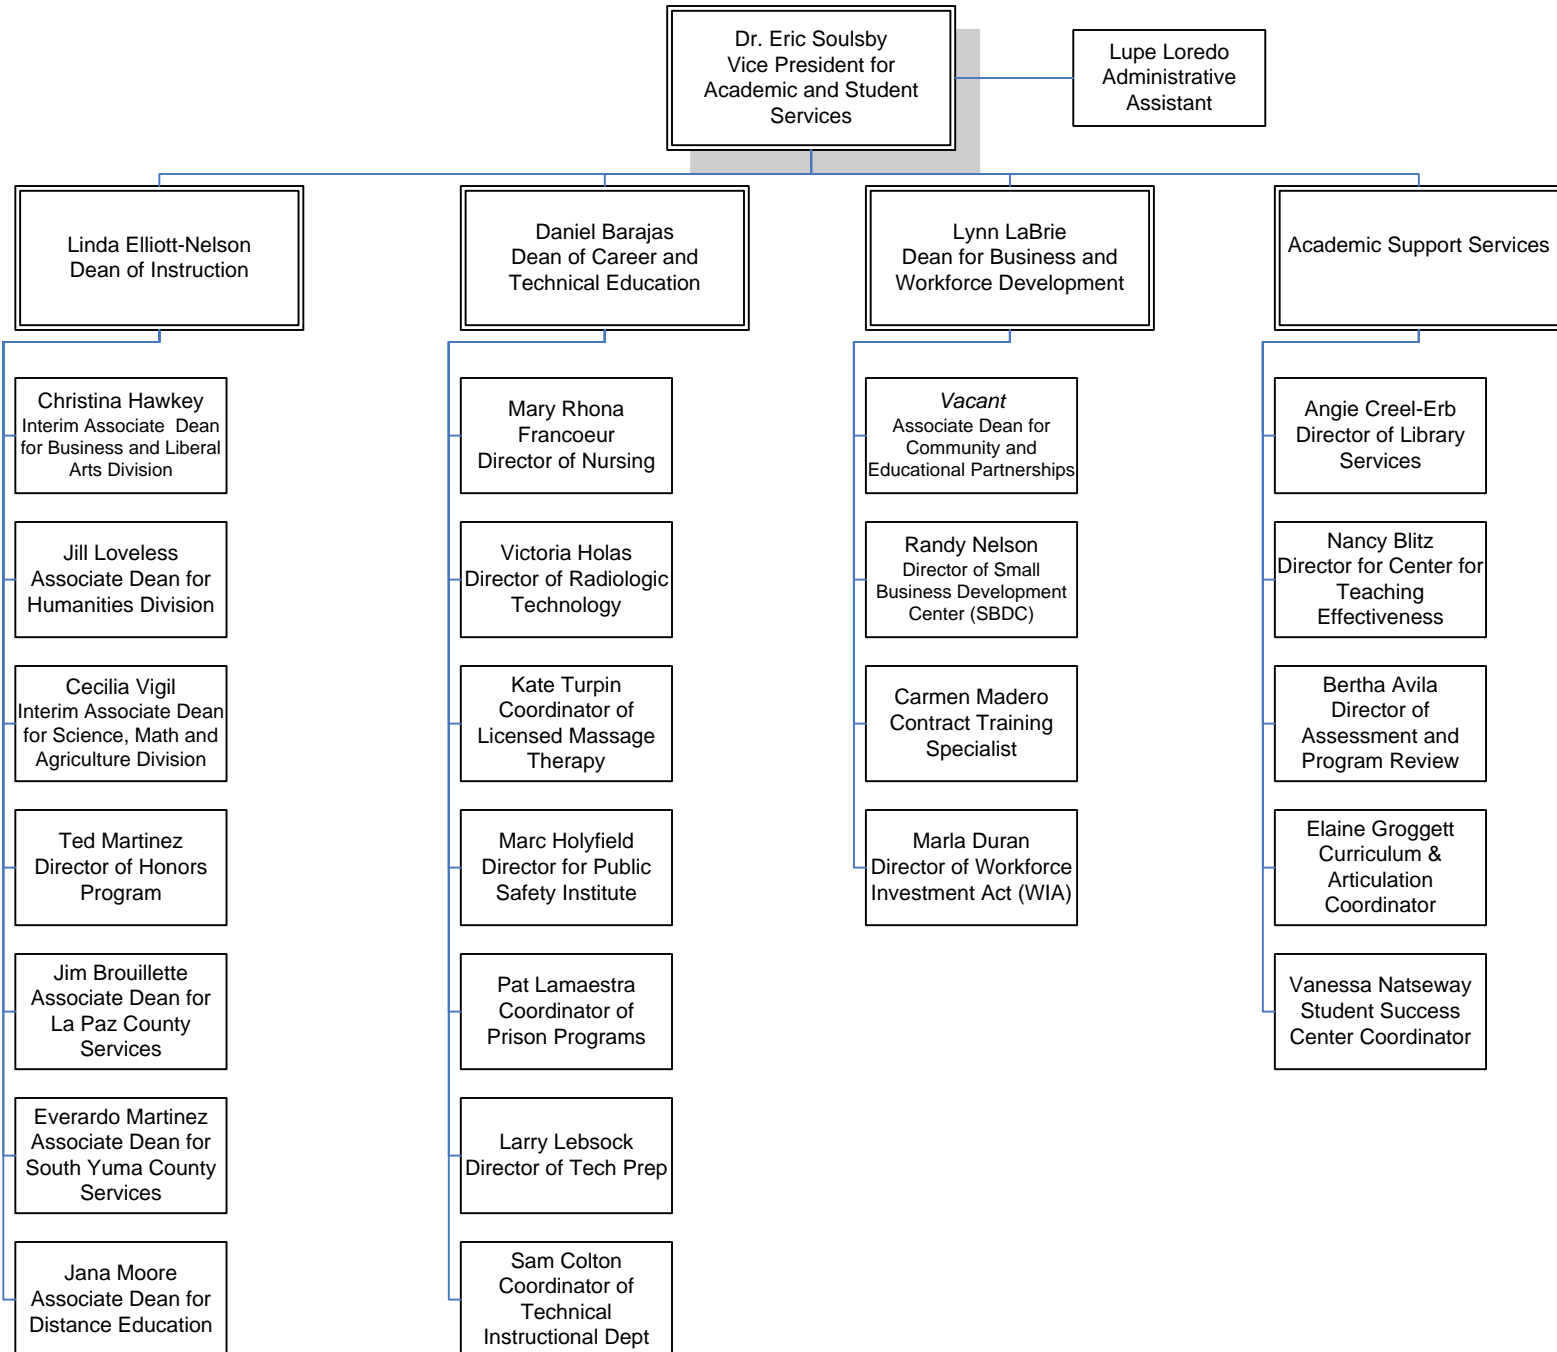 Dr. Eric Soulsby
Vice President for
Academic and Student
Services
Lupe Loredo
Administrative
Assistant
Linda Elliott-Nelson
Dean of Instruction
Daniel Barajas
Dean of Career and
Technical Education
Lynn LaBrie
Dean for Business and
Workforce Development
Academic Support Services
Christina Hawkey
Interim Associate Dean
for Business and Liberal
Arts Division
Jill Loveless
Associate Dean for
Humanities Division
Cecilia Vigil
Interim Associate Dean
for Science, Math and
Agriculture Division
Ted Martinez
Director of Honors
Program
Jim Brouillette
Associate Dean for
La Paz County
Services
Everardo Martinez
Associate Dean for
South Yuma County
Services
Jana Moore
Associate Dean for
Distance Education
Mary Rhona
Francoeur
Director of Nursing
Victoria Holas
Director of Radiologic
Technology
Kate Turpin
Coordinator of
Licensed Massage
Therapy
Marc Holyfield
Director for Public
Safety Institute
Pat Lamaestra
Coordinator of
Prison Programs
Larry Lebsock
Director of Tech Prep
Sam Colton
Coordinator of
Technical
Instructional Dept
Vacant
Associate Dean for
Community and
Educational Partnerships
Randy Nelson
Director of Small
Business Development
Center (SBDC)
Carmen Madero
Contract Training
Specialist
Marla Duran
Director of Workforce
Investment Act (WIA)
Angie Creel-Erb
Director of Library
Services
Nancy Blitz
Director for Center for
Teaching
Effectiveness
Bertha Avila
Director of
Assessment and
Program Review
Elaine Groggett
Curriculum &
Articulation
Coordinator
Vanessa Natseway
Student Success
Center Coordinator